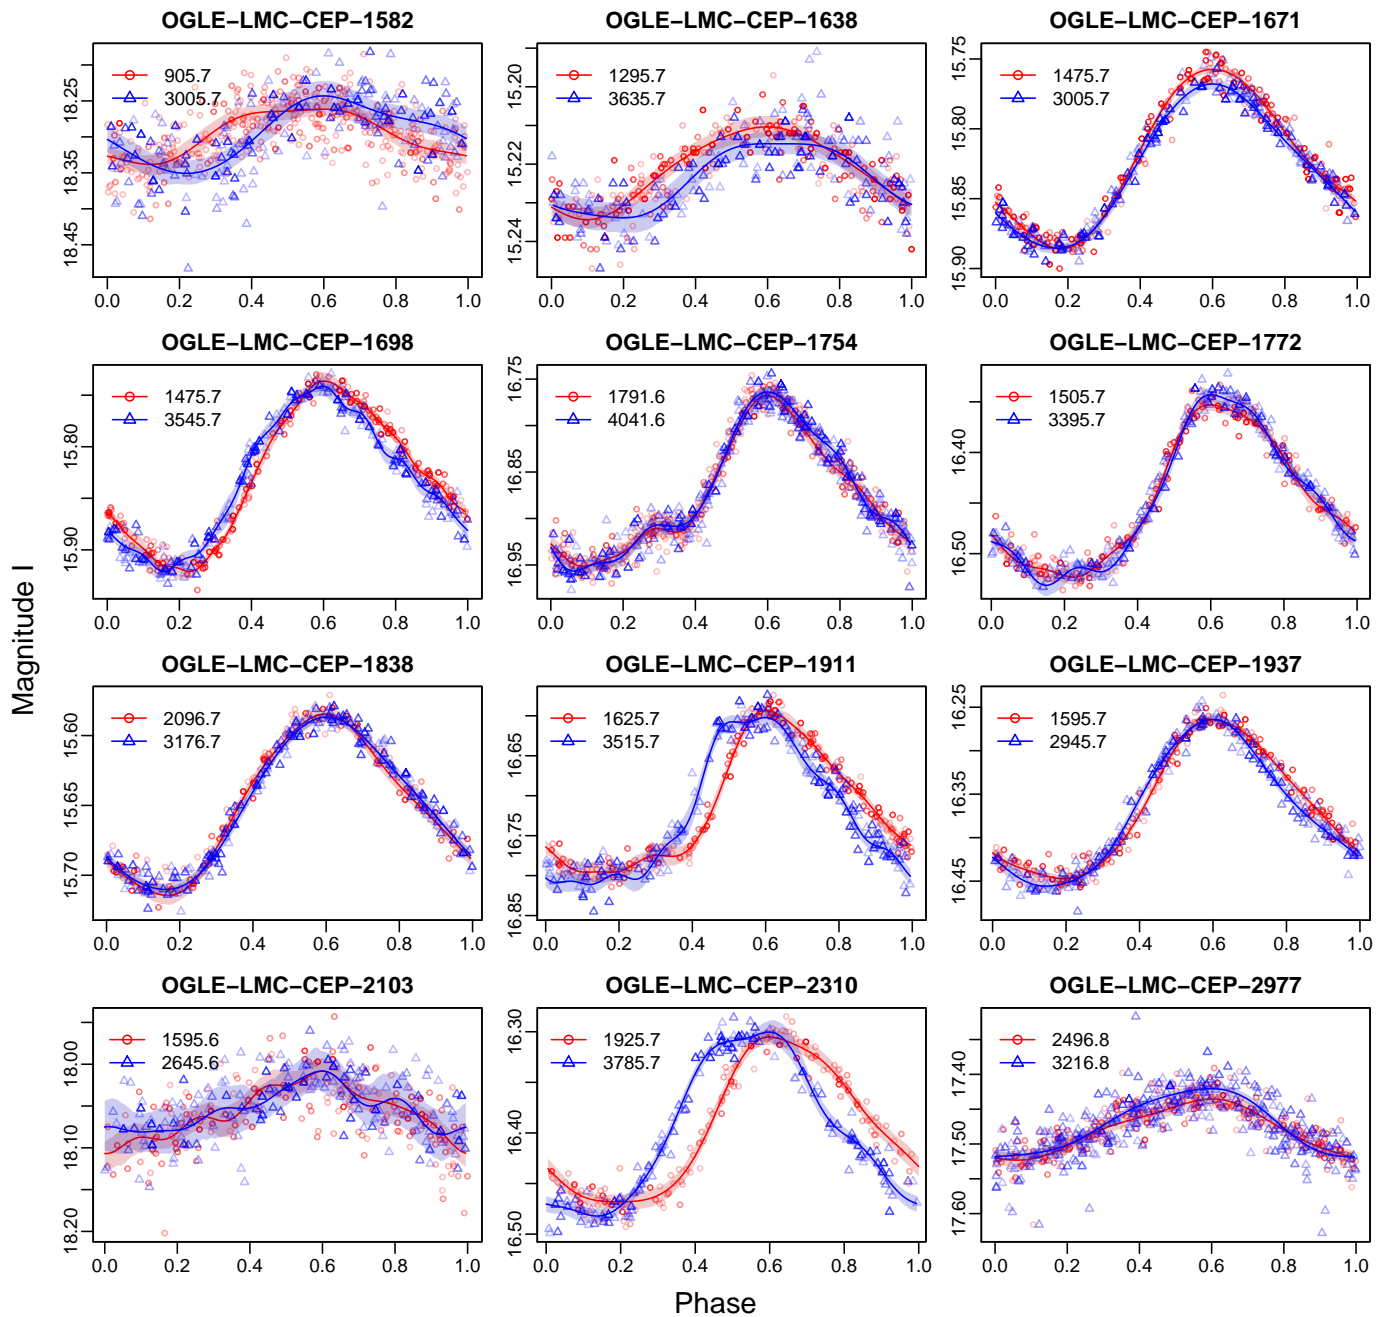 OGLE–LMC–CEP–1582
905.7
3005.7
18.25
18.35
18.45
0.0 0.2 0.4 0.6 0.8 1.0
OGLE–LMC–CEP–1638
1295.7
3635.7
15.20
15.22
15.24
0.0 0.2 0.4 0.6 0.8 1.0
OGLE–LMC–CEP–1671
1475.7
3005.7
15.75
15.80
15.85
15.90
0.0 0.2 0.4 0.6 0.8 1.0
OGLE–LMC–CEP–1698
1475.7
3545.7
15.80
15.90
0.0 0.2 0.4 0.6 0.8 1.0
OGLE–LMC–CEP–1754
1791.6
4041.6
16.75
16.85
16.95
0.0 0.2 0.4 0.6 0.8 1.0
OGLE–LMC–CEP–1772
1505.7
3395.7
16.40
16.50
0.0 0.2 0.4 0.6 0.8 1.0
Magnitude I
OGLE–LMC–CEP–1838
2096.7
3176.7
15.60
15.65
15.70
0.0 0.2 0.4 0.6 0.8 1.0
OGLE–LMC–CEP–1911
1625.7
3515.7
16.65
16.75
16.85
0.0 0.2 0.4 0.6 0.8 1.0
OGLE–LMC–CEP–1937
1595.7
2945.7
16.25
16.35
16.45
0.0 0.2 0.4 0.6 0.8 1.0
OGLE–LMC–CEP–2103
1595.6
2645.6
18.00
18.10
18.20
0.0 0.2 0.4 0.6 0.8 1.0
OGLE–LMC–CEP–2310
1925.7
3785.7
16.30
16.40
16.50
0.0 0.2 0.4 0.6 0.8 1.0
OGLE–LMC–CEP–2977
2496.8
3216.8
17.40
17.50
17.60
0.0 0.2 0.4 0.6 0.8 1.0
Phase